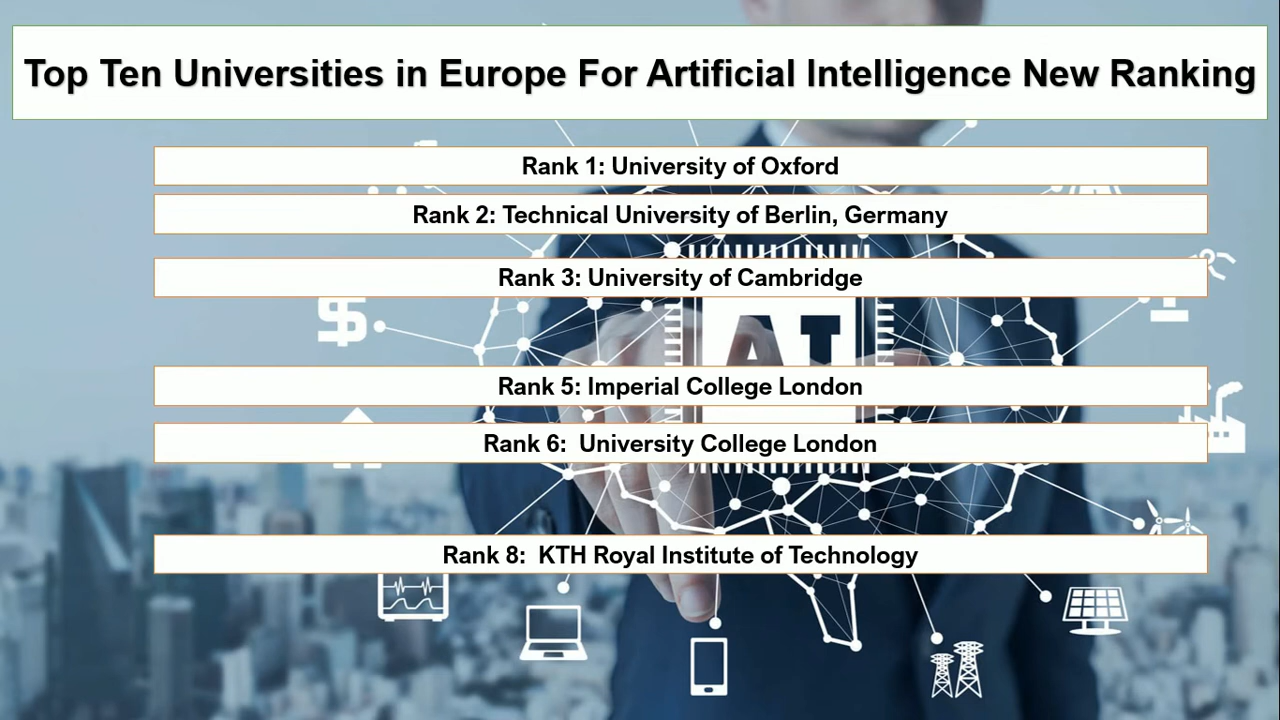 Top Ten Universities in Europe For Artificial Intelligence New Ranking
Rank 1: University of Oxford
Rank 2: Technical University of Berlin, Germany
Rank 3: University of Cambridge
AI
Rank 5: Imperial College London
Rank 6:  University College London
Rank 8:  KTH Royal Institute of Technology